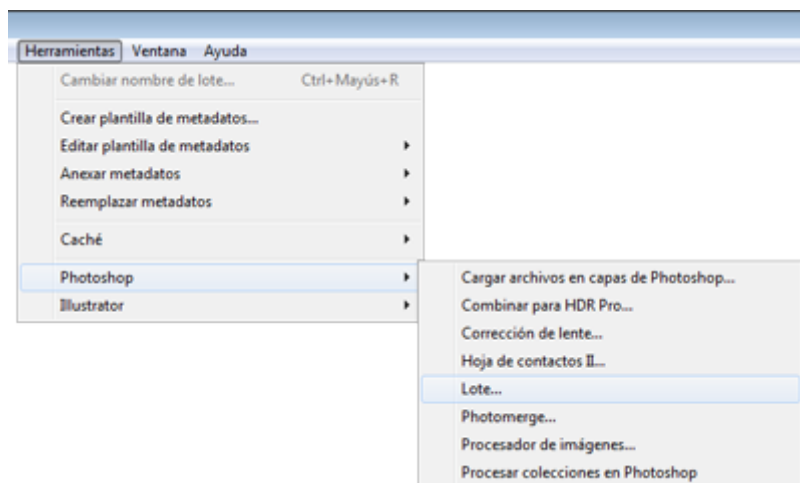 Herramientas Ventana Ayuda
Cambiar nombre de lote... Ctrl+Mayús+R
Crear plantilla de metadatos...
Editar plantilla de metadatos
Anexar metadatos
Reemplazar metadatos
Caché
Photoshop
Illustrator
Cargar archivos en capas de Photoshop...
Combinar para HDR Pro...
Corrección de lente...
Hoja de contactos II...
Lote...
Photomerge...
Procesador de imágenes...
Procesar colecciones en Photoshop